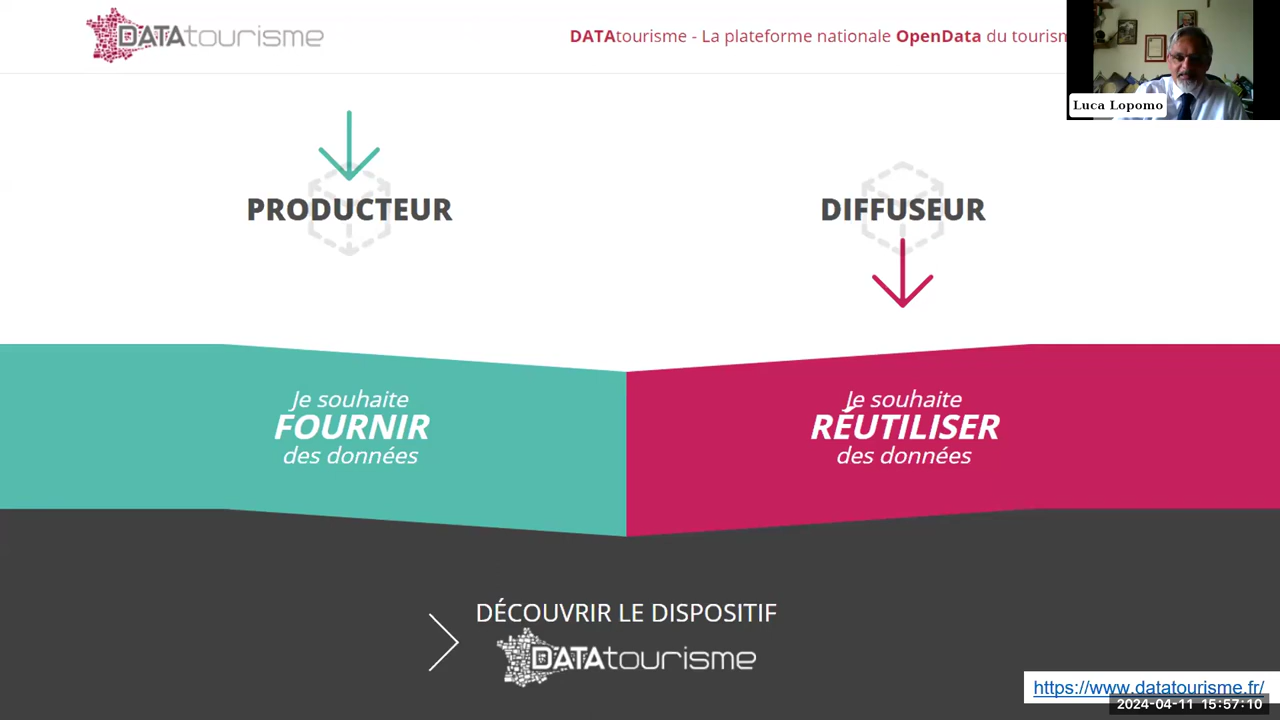 DATAtourisme
DATAtourisme - La plateforme nationale OpenData du tourism
Luca Lopomo
PRODUCTEUR
DIFFUSEUR
Je souhaite
FOURNIR
des données
Je souhaite
RÉUTILISER
des données
DÉCOUVRIR LE DISPOSITIF
DATAtourisme
https://www.datatourisme.fr/
2024-04-11 15:57:10